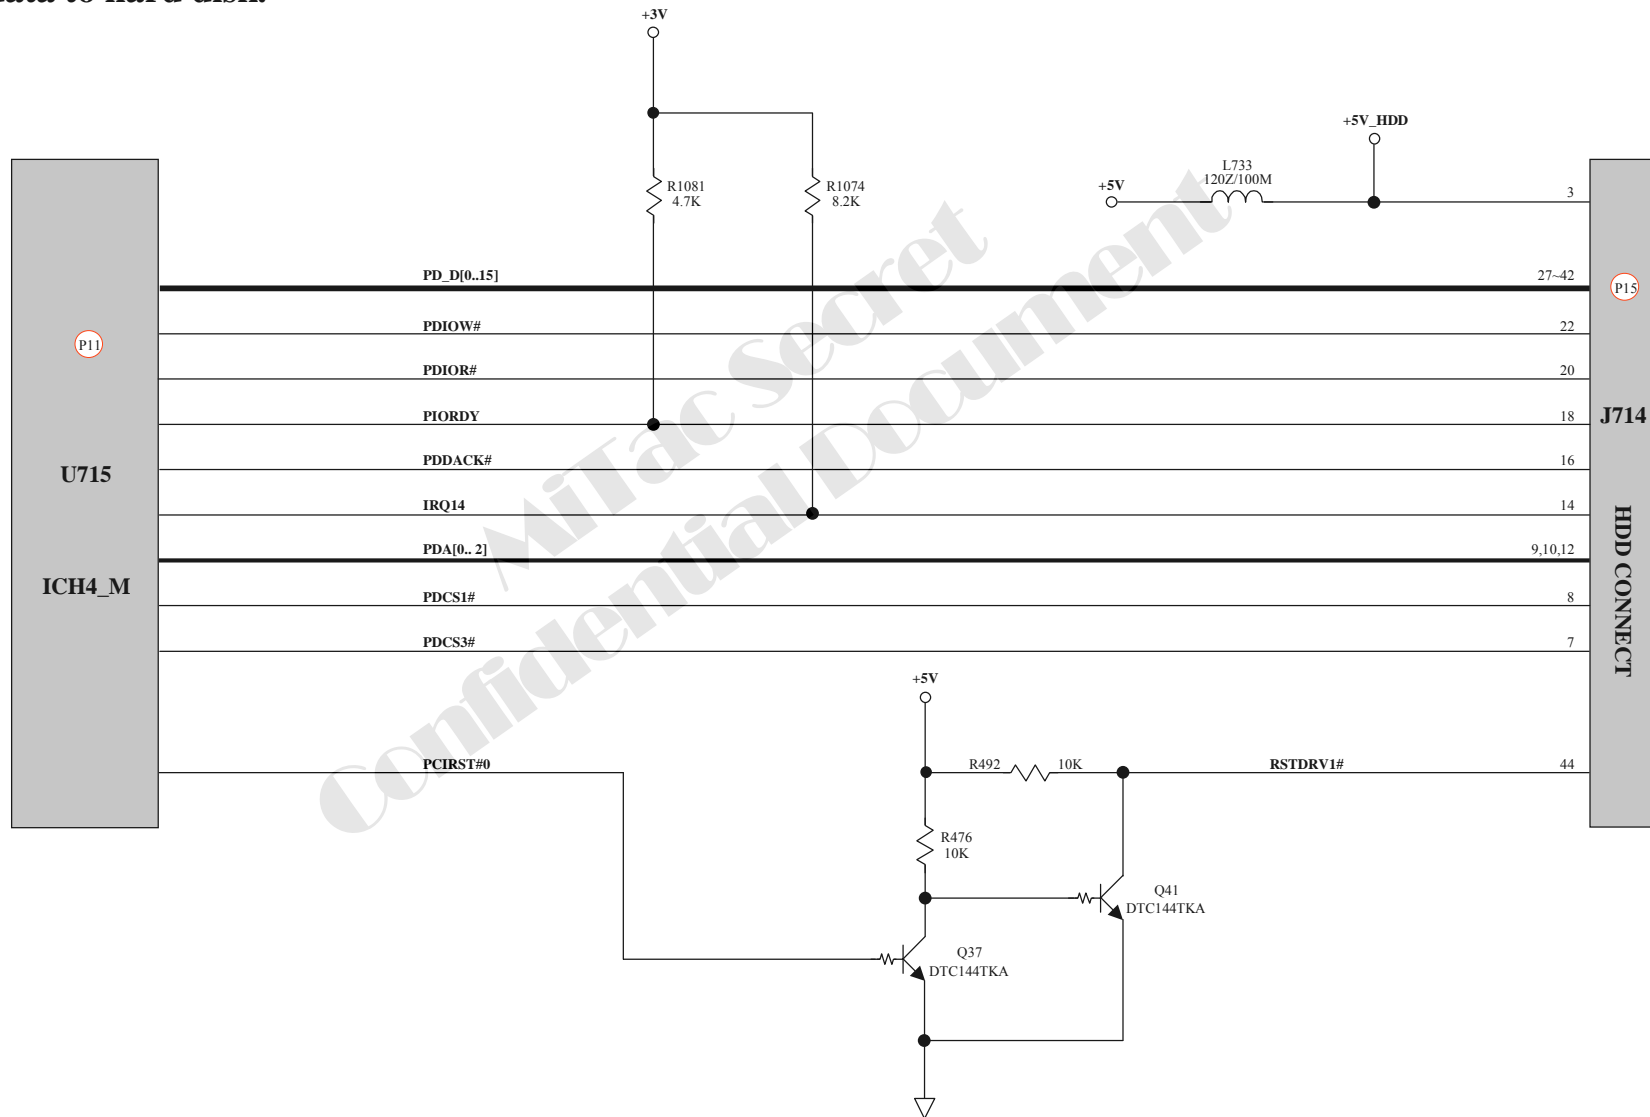 +3V
+5V_HDD
L733
120Z/100M
+5V
3
R1081
4.7K
R1074
8.2K
PD_D[0..15]
27~42
P15
PDIOW#
22
P11
PDIOR#
20
PIORDY
18
J714
PDDACK#
16
U715
IRQ14
14
PDA[0.. 2]
9,10,12
HDD CONNECT
ICH4_M
PDCS1#
8
PDCS3#
7
+5V
PCIRST#0
R492
10K
RSTDRV1#
44
R476
10K
Q41
DTC144TKA
Q37
DTC144TKA
MiTac Secret
Confidential Document